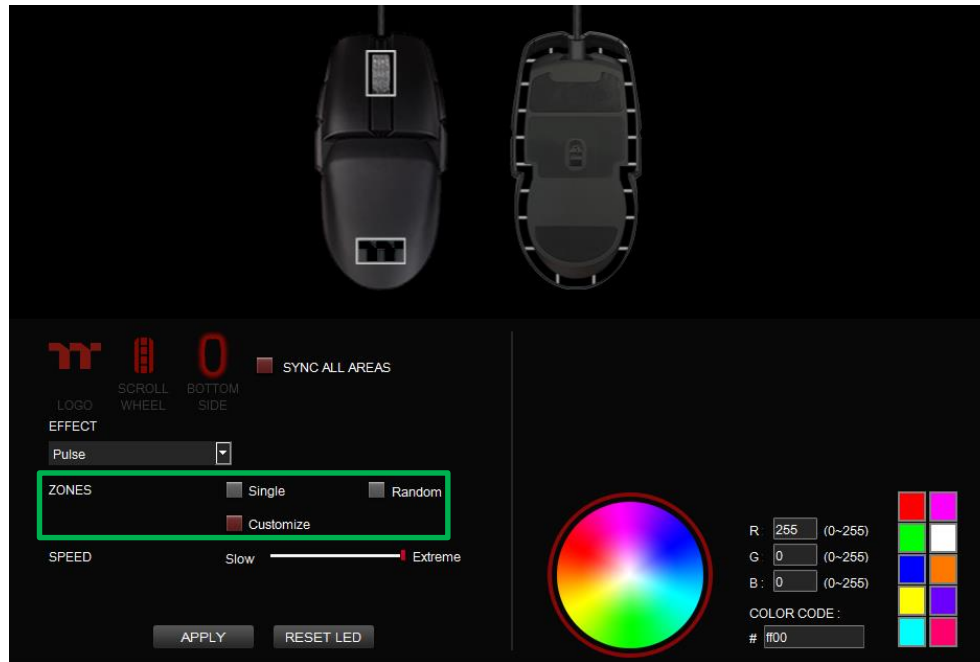 SYNC ALL AREAS
SCROLL WHEEL
BOTTOM SIDE
LOGO
EFFECT
Pulse
ZONES Single Random
Customize
SPEED Slow Extreme
APPLY RESET LED
R: 255 (0~255)
G: 0 (0~255)
B: 0 (0~255)
COLOR CODE :
# ff00